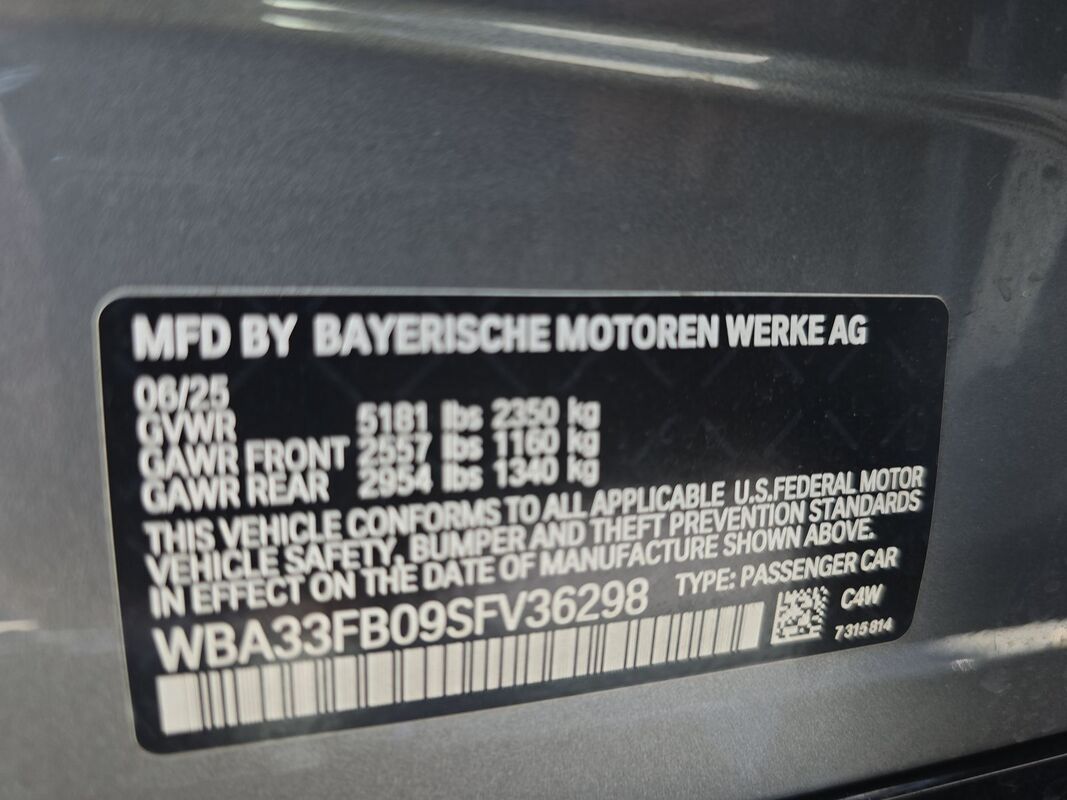 MFD BY BAYERISCHE MOTOREN WERKE AG
06/25
GVWR 5181 lbs 2350 kg
GAWR FRONT 2557 lbs 1160 kg
GAWR REAR 2954 lbs 1340 kg
THIS VEHICLE CONFORMS TO ALL APPLICABLE U.S.FEDERAL MOTOR
VEHICLE SAFETY, BUMPER AND THEFT PREVENTION STANDARDS
IN EFFECT ON THE DATE OF MANUFACTURE SHOWN ABOVE.
WBA33FB09SFV36298 TYPE: PASSENGER CAR
C4W
7 315 814